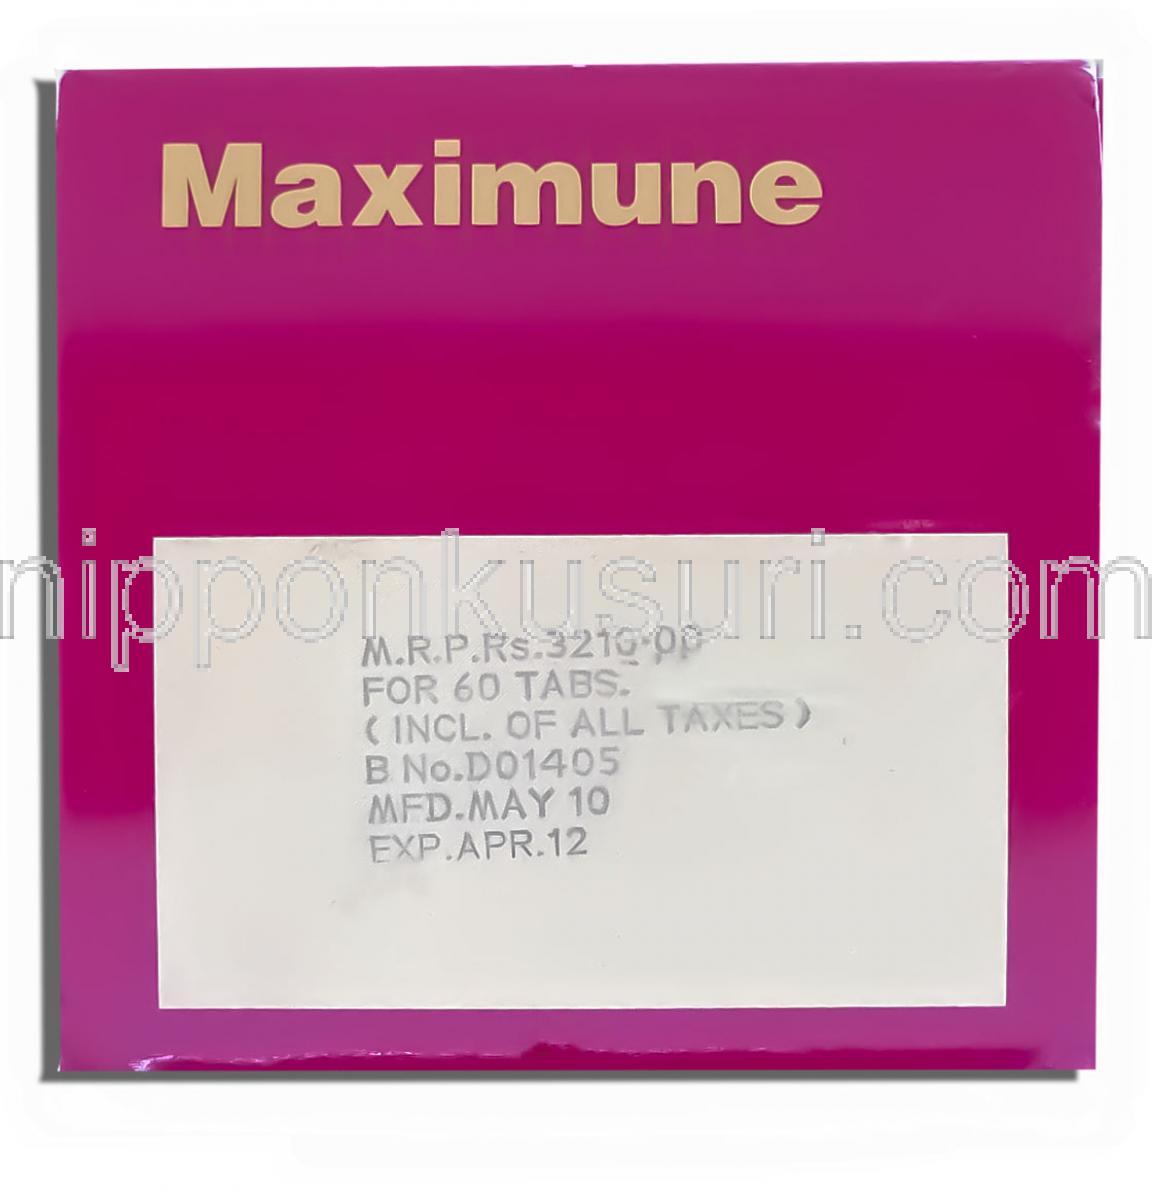 Maximune
nipponkusuri.com
M.R.P.Rs.3210.00
FOR 60 TABS.
(INCL. OF ALL TAXES)
B No.D01405
MFD.MAY 10
EXP.APR.12